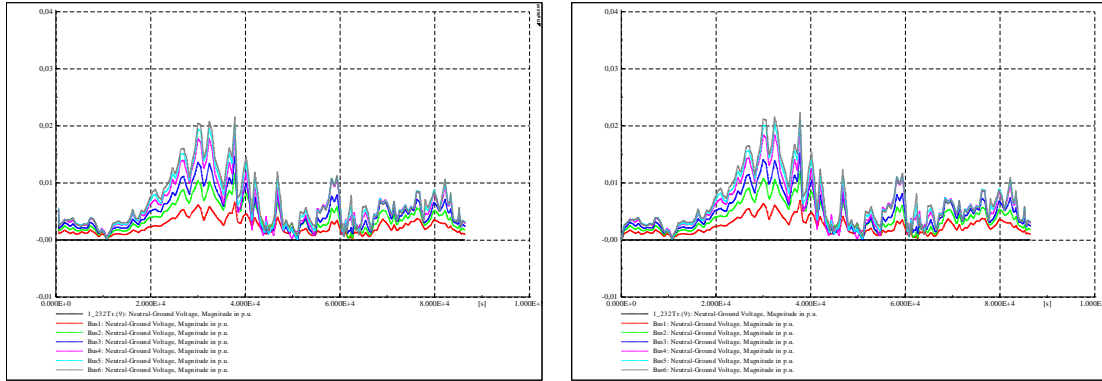 0,04
0,03
0,02
0,01
-0,00
-0,01
0.000E+0 2.000E+4 4.000E+4 6.000E+4 8.000E+4 [s] 1.000E+
1_232Tr.(9): Neutral-Ground Voltage, Magnitude in p.u.
Bus1: Neutral-Ground Voltage, Magnitude in p.u.
Bus2: Neutral-Ground Voltage, Magnitude in p.u.
Bus3: Neutral-Ground Voltage, Magnitude in p.u.
Bus4: Neutral-Ground Voltage, Magnitude in p.u.
Bus5: Neutral-Ground Voltage, Magnitude in p.u.
Bus6: Neutral-Ground Voltage, Magnitude in p.u.
0,04
0,03
0,02
0,01
-0,00
-0,01
0.000E+0 2.000E+4 4.000E+4 6.000E+4 8.000E+4 [s] 1.000
1_232Tr.(9): Neutral-Ground Voltage, Magnitude in p.u.
Bus1: Neutral-Ground Voltage, Magnitude in p.u.
Bus2: Neutral-Ground Voltage, Magnitude in p.u.
Bus3: Neutral-Ground Voltage, Magnitude in p.u.
Bus4: Neutral-Ground Voltage, Magnitude in p.u.
Bus5: Neutral-Ground Voltage, Magnitude in p.u.
Bus6: Neutral-Ground Voltage, Magnitude in p.u.